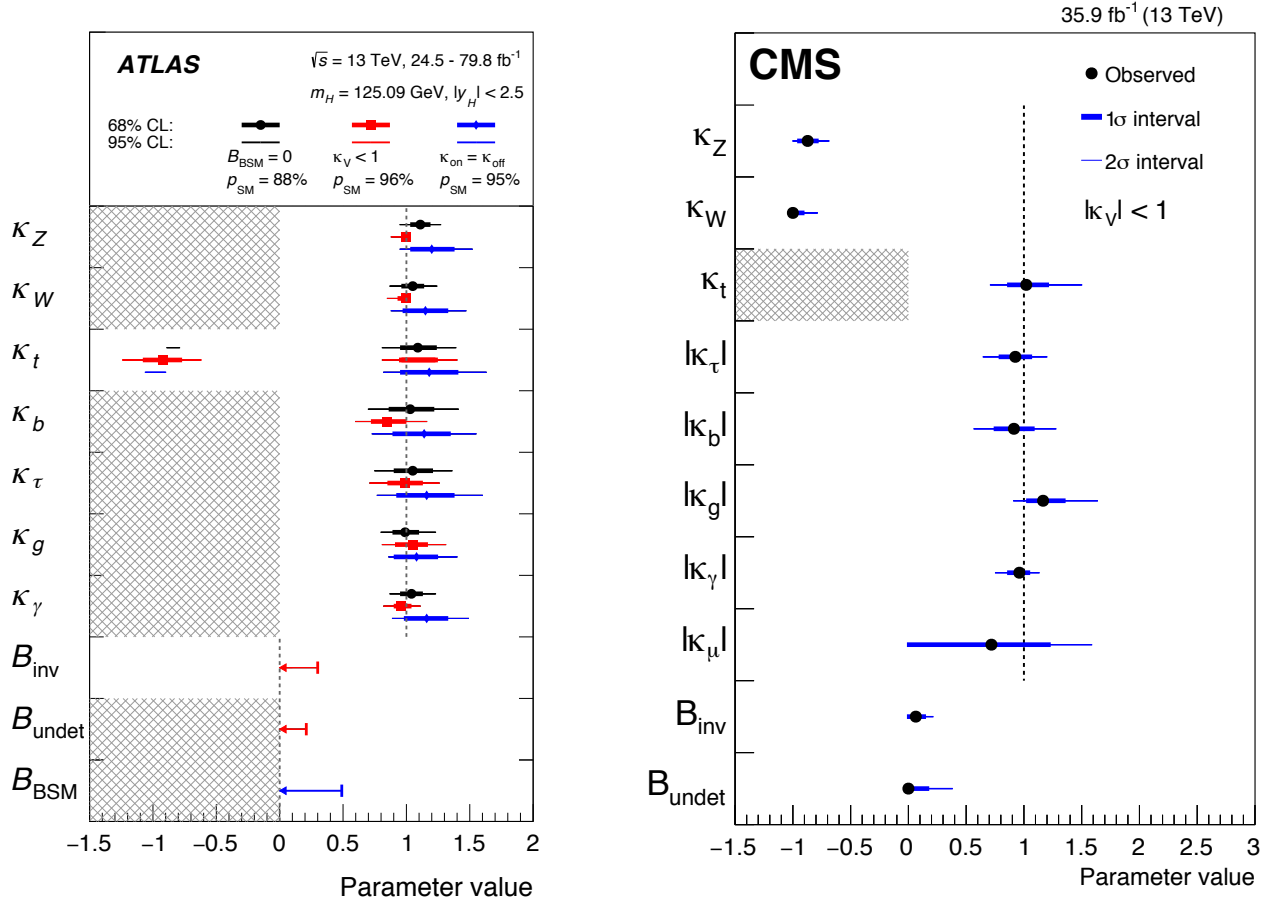 ATLAS
√s = 13 TeV, 24.5 - 79.8 fb⁻¹
m_H = 125.09 GeV, |y_H| < 2.5
68% CL:
95% CL:
B_BSM = 0 κ_V < 1 κ_on = κ_off
p_SM = 88% p_SM = 96% p_SM = 95%
κ_Z
κ_W
κ_t
κ_b
κ_τ
κ_g
κ_γ
B_inv
B_undet
B_BSM
−1.5 −1 −0.5 0 0.5 1 1.5 2
Parameter value
35.9 fb⁻¹ (13 TeV)
CMS
Observed
1σ interval
2σ interval
|κ_V| < 1
κ_Z
κ_W
κ_t
|κ_τ|
|κ_b|
|κ_g|
|κ_γ|
|κ_μ|
B_inv
B_undet
−1.5 −1 −0.5 0 0.5 1 1.5 2 2.5 3
Parameter value